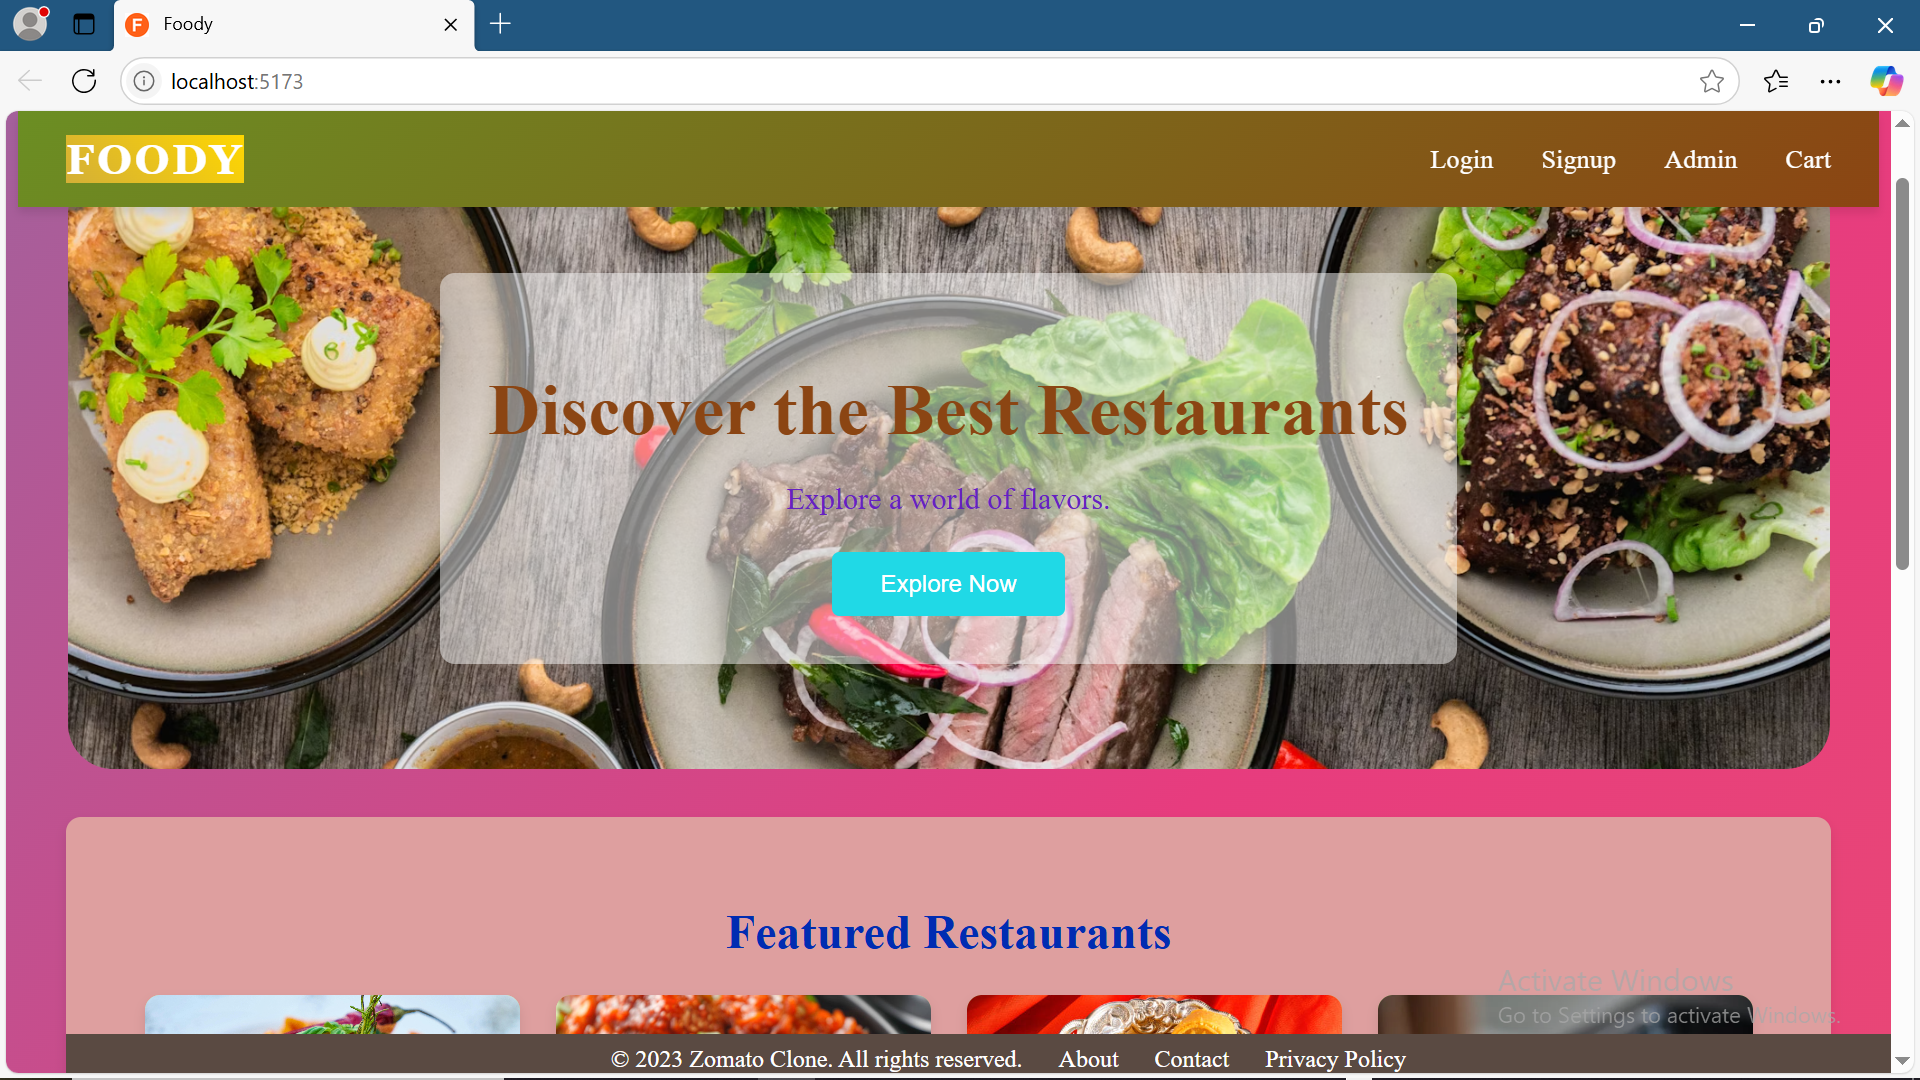 Foody
localhost:5173
FOODY
Login Signup Admin Cart
Discover the Best Restaurants
Explore a world of flavors.
Explore Now
Featured Restaurants
Activate Windows
Go to Settings to activate Windows.
© 2023 Zomato Clone. All rights reserved. About Contact Privacy Policy